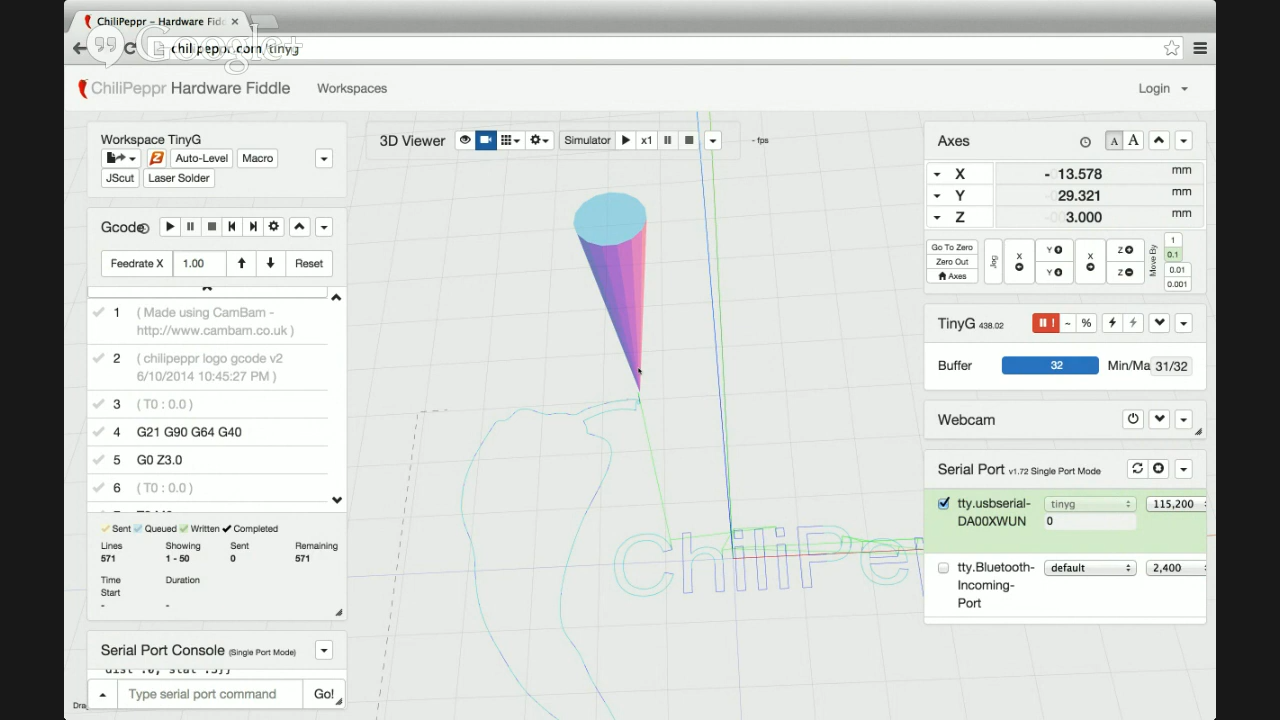 ChiliPeppr – Hardware Fidd
Google+
chilipeppr.com/tinyg
ChiliPeppr Hardware Fiddle
Workspaces
Login
Workspace TinyG
Auto-Level
Macro
JScut
Laser Solder
Gcode
Feedrate X
1.00
Reset
1 ( Made using CamBam -
http://www.cambam.co.uk )
2 ( chilipeppr logo gcode v2
6/10/2014 10:45:27 PM )
3 ( T0 : 0.0 )
4 G21 G90 G64 G40
5 G0 Z3.0
6 ( T0 : 0.0 )
Sent Queued Written Completed
Lines Showing Sent Remaining
571 1 - 50 0 571
Time Duration
Start
- -
Serial Port Console (Single Port Mode)
Type serial port command
Go!
3D Viewer
Simulator
x1
- fps
ChiliPe
Axes
A A
X - 13.578 mm
Y 29.321 mm
Z 3.000 mm
Go To Zero
Zero Out
Axes
Jog
X
Y
Y
X
Z
Z
Move By
1
0.1
0.01
0.001
TinyG 438.02
~
%
Buffer
32
Min/Ma
31/32
Webcam
Serial Port v1.72 Single Port Mode
tty.usbserial-
DA00XWUN
tinyg
0
115,200
tty.Bluetooth-
Incoming-
Port
default
2,400